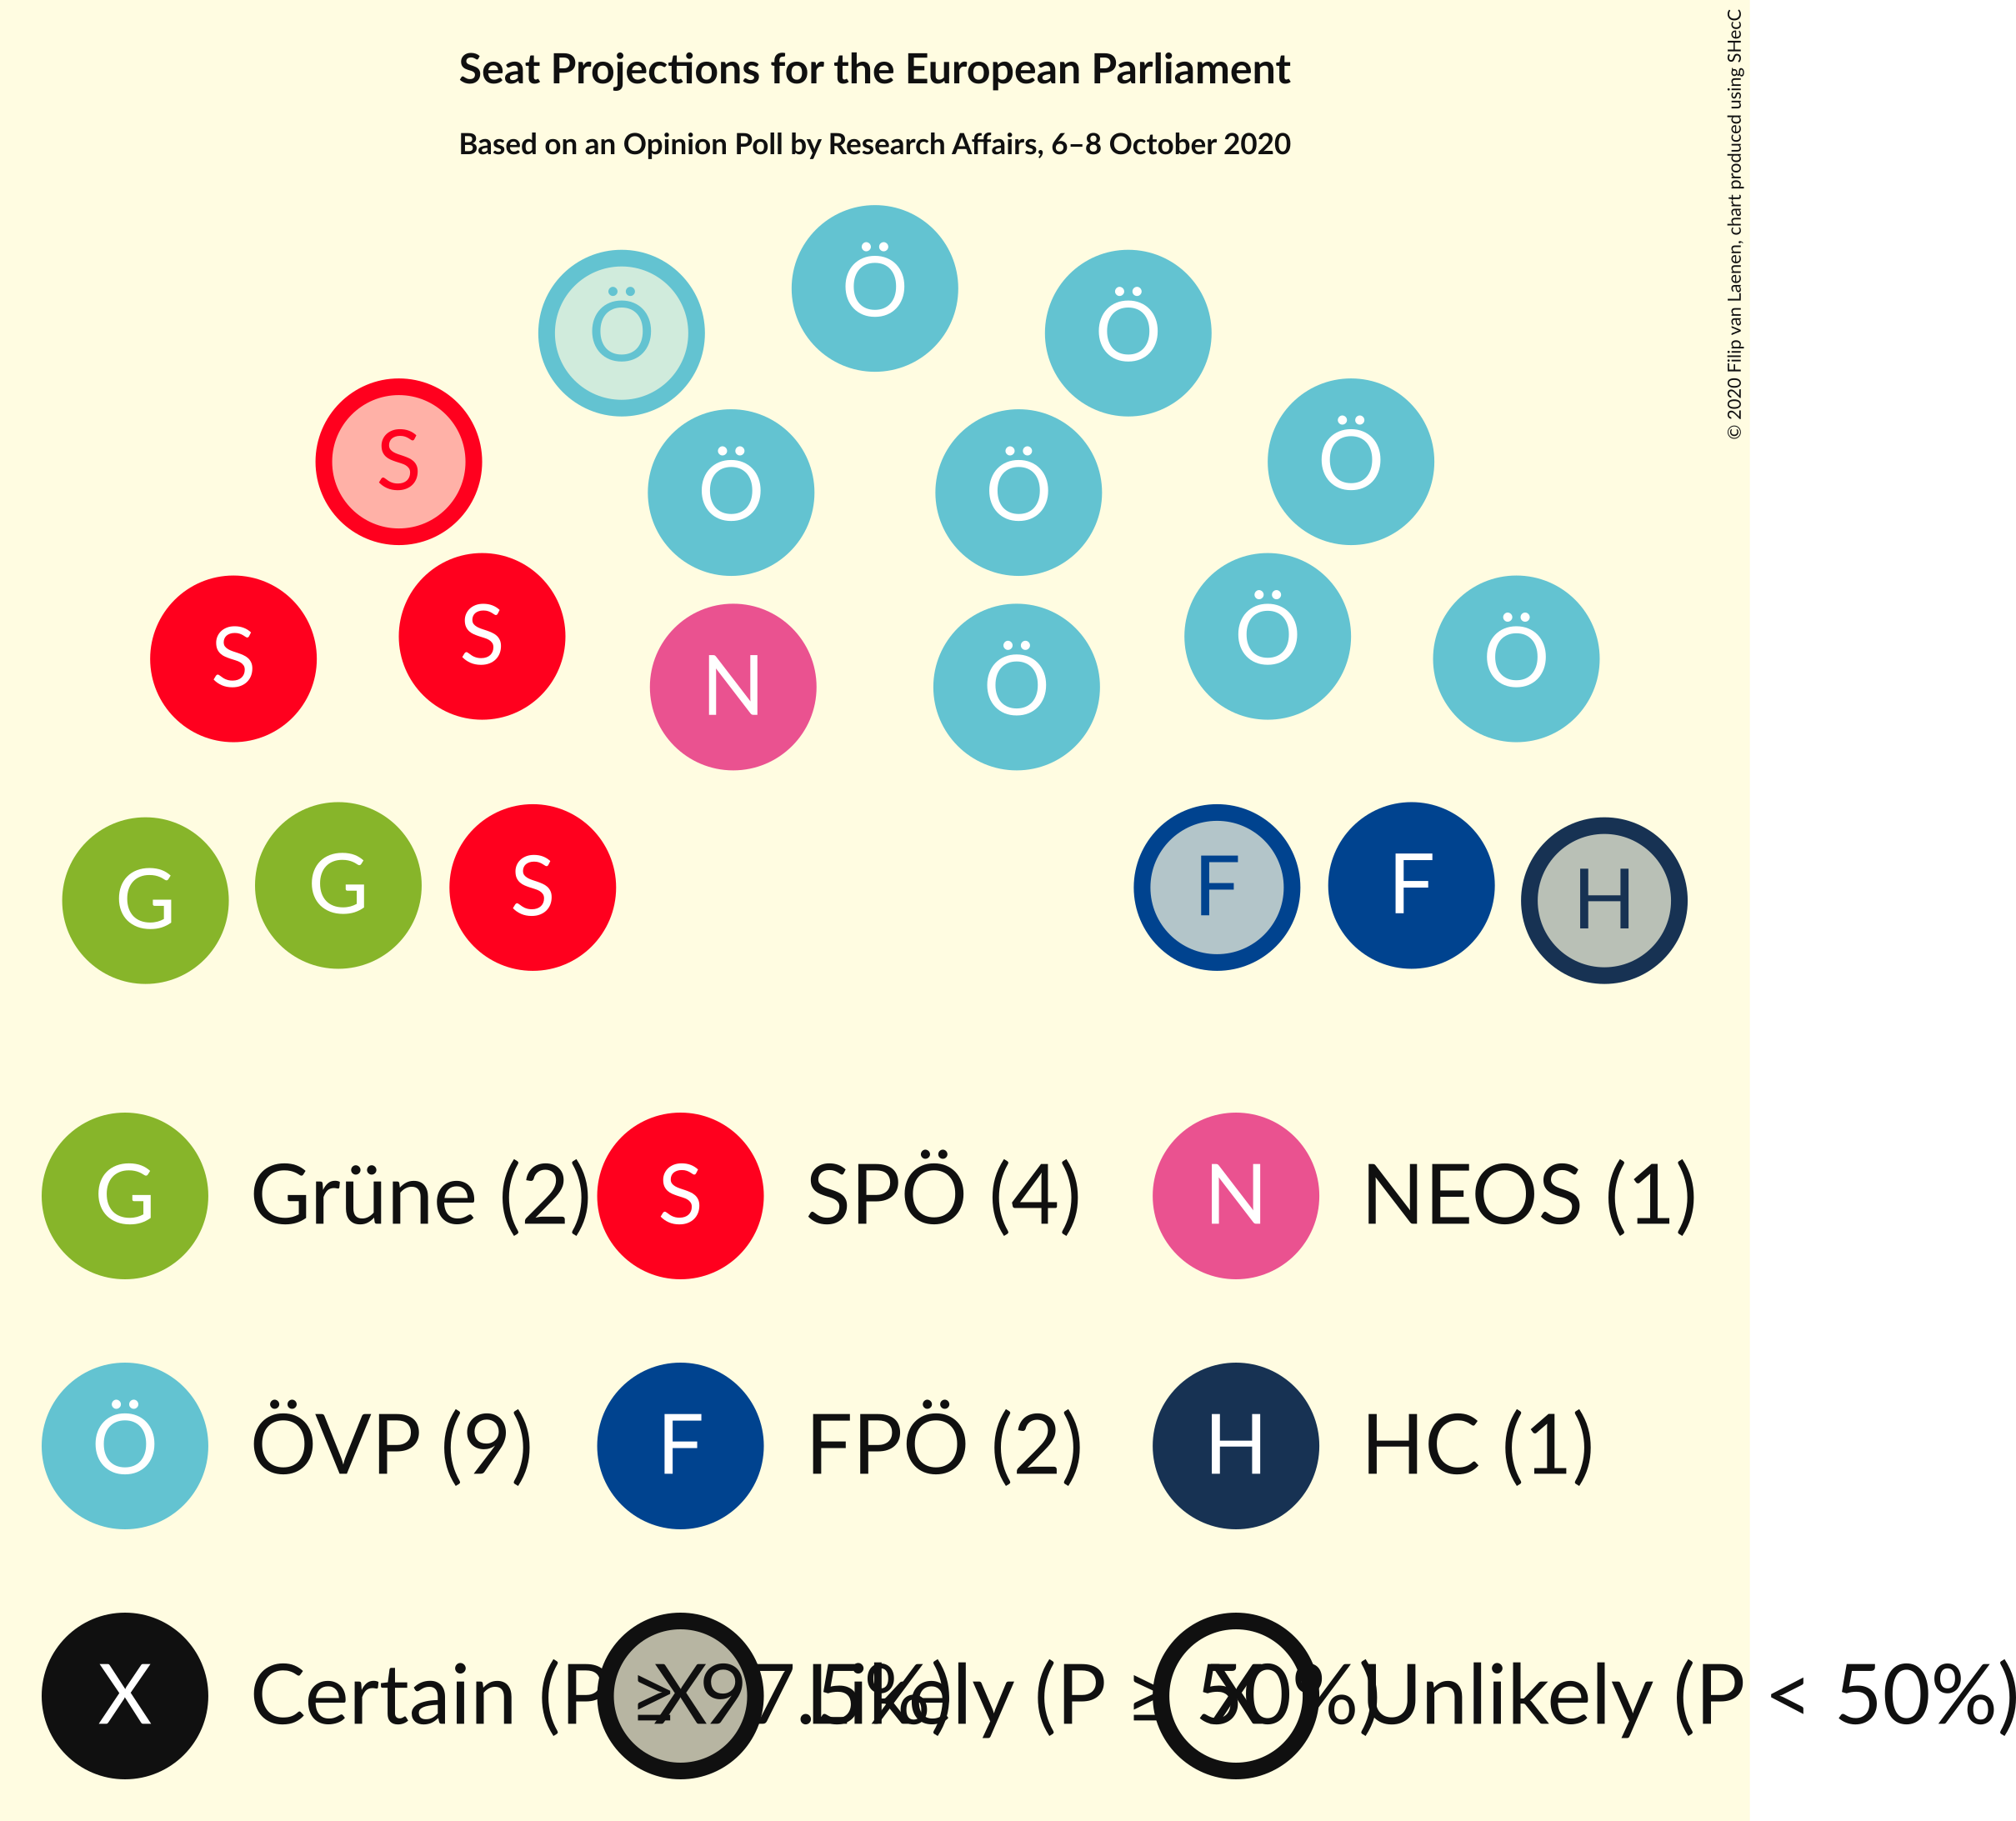 Seat Projections for the European Parliament
Based on an Opinion Poll by Research Affairs, 6–8 October 2020
© 2020 Filip van Laenen, chart produced using SHecC
Ö
Ö Ö
S Ö
Ö Ö
S S Ö Ö
N Ö
G G S F F H
G Grüne (2) S SPÖ (4) N NEOS (1)
Ö ÖVP (9) F FPÖ (2) H HC (1)
X Certain (P ≥ 97.5%) X Likely (P ≥ 50%) X Unlikely (P < 50%)